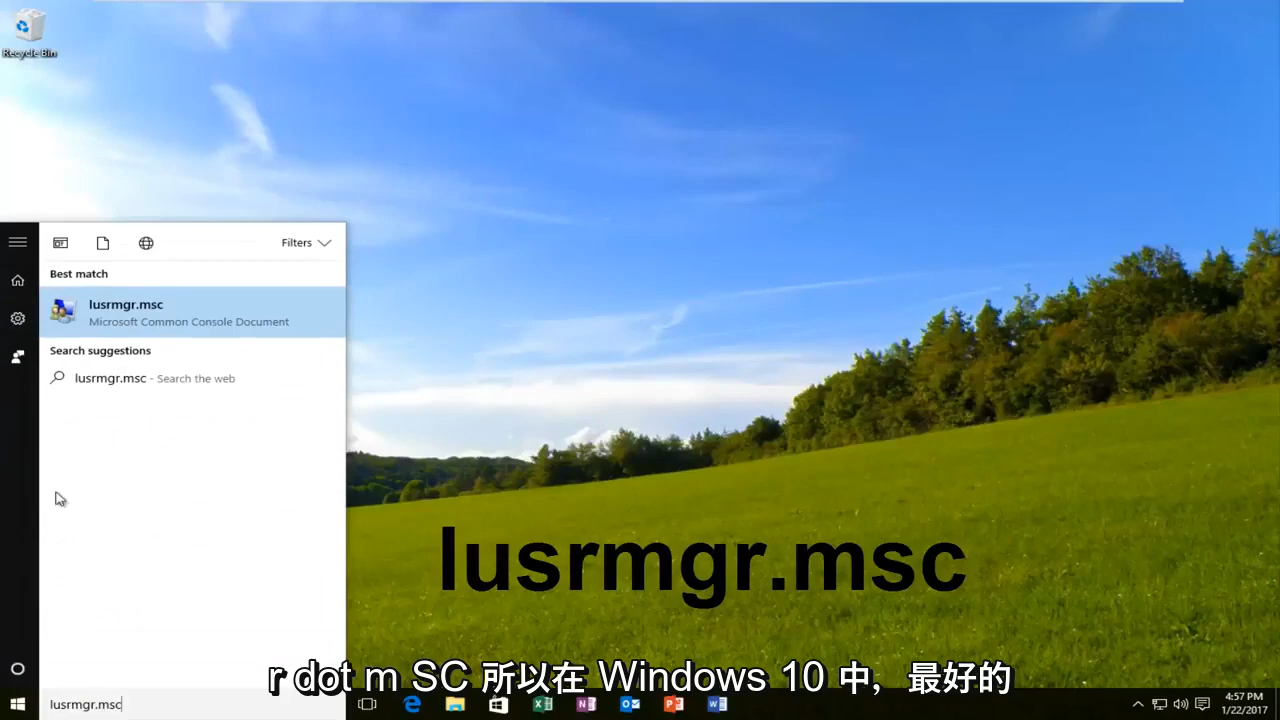 Recycle Bin
Filters
Best match
lusrmgr.msc
Microsoft Common Console Document
Search suggestions
lusrmgr.msc - Search the web
lusrmgr.msc
r dot m SC 所以在 Windows 10 中，最好的
lusrmgr.msc
4:57 PM
1/22/2017